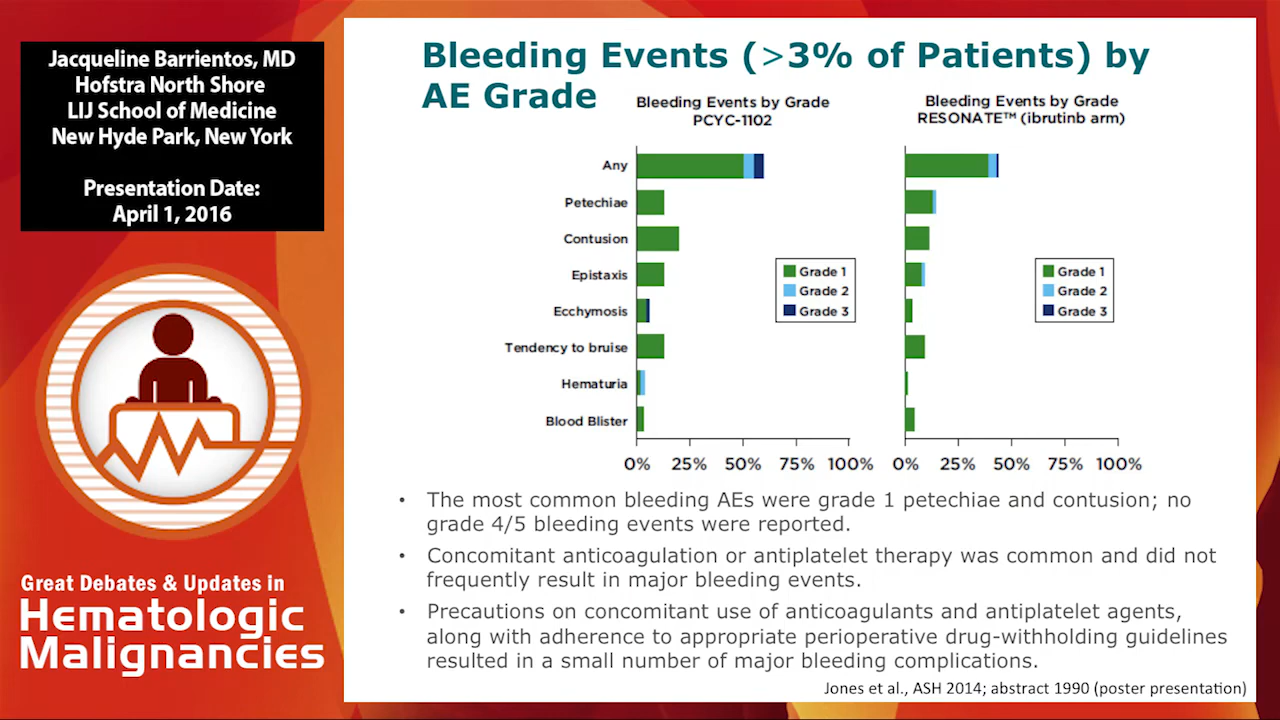 Jacqueline Barrientos, MD
Hofstra North Shore
LIJ School of Medicine
New Hyde Park, New York
Presentation Date:
April 1, 2016
Great Debates & Updates in
Hematologic
Malignancies
Bleeding Events (>3% of Patients) by
AE Grade
Bleeding Events by Grade
PCYC-1102
Any
Petechiae
Contusion
Epistaxis
Ecchymosis
Tendency to bruise
Hematuria
Blood Blister
Grade 1
Grade 2
Grade 3
0% 25% 50% 75% 100%
Bleeding Events by Grade
RESONATE™ (ibrutinb arm)
Grade 1
Grade 2
Grade 3
0% 25% 50% 75% 100%
• The most common bleeding AEs were grade 1 petechiae and contusion; no
grade 4/5 bleeding events were reported.
• Concomitant anticoagulation or antiplatelet therapy was common and did not
frequently result in major bleeding events.
• Precautions on concomitant use of anticoagulants and antiplatelet agents,
along with adherence to appropriate perioperative drug-withholding guidelines
resulted in a small number of major bleeding complications.
Jones et al., ASH 2014; abstract 1990 (poster presentation)